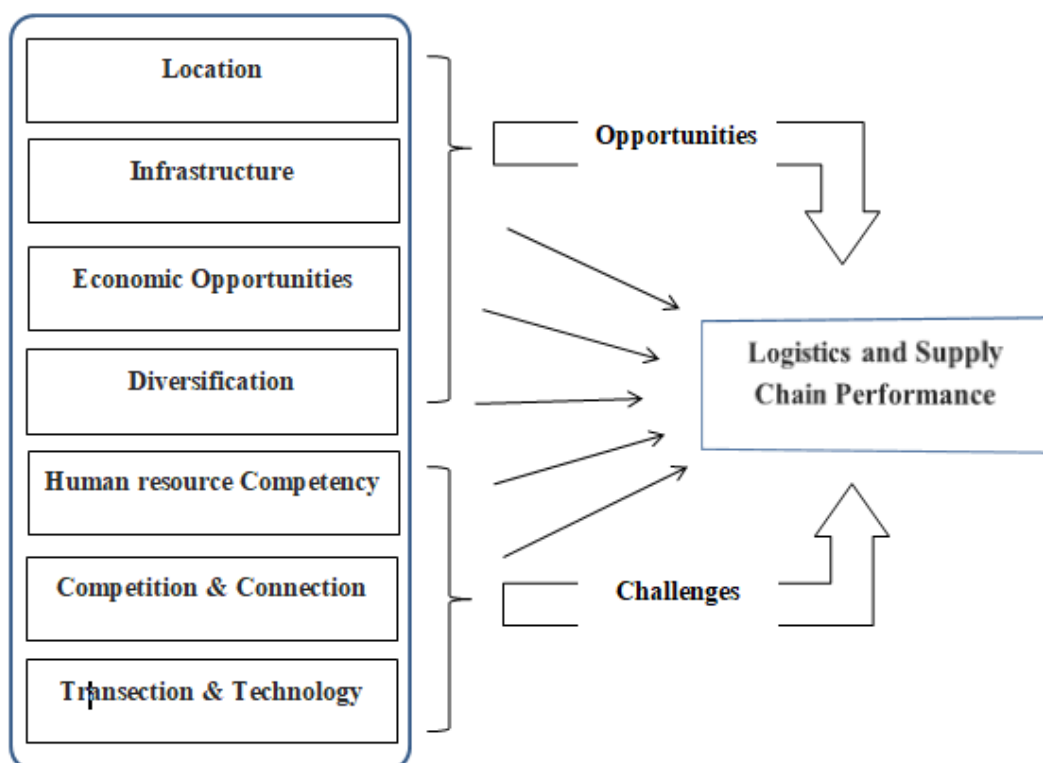 Location
Infrastructure
Economic Opportunities
Diversification
Human resource Competency
Competition & Connection
Transection & Technology
Opportunities
Challenges
Logistics and Supply
Chain Performance